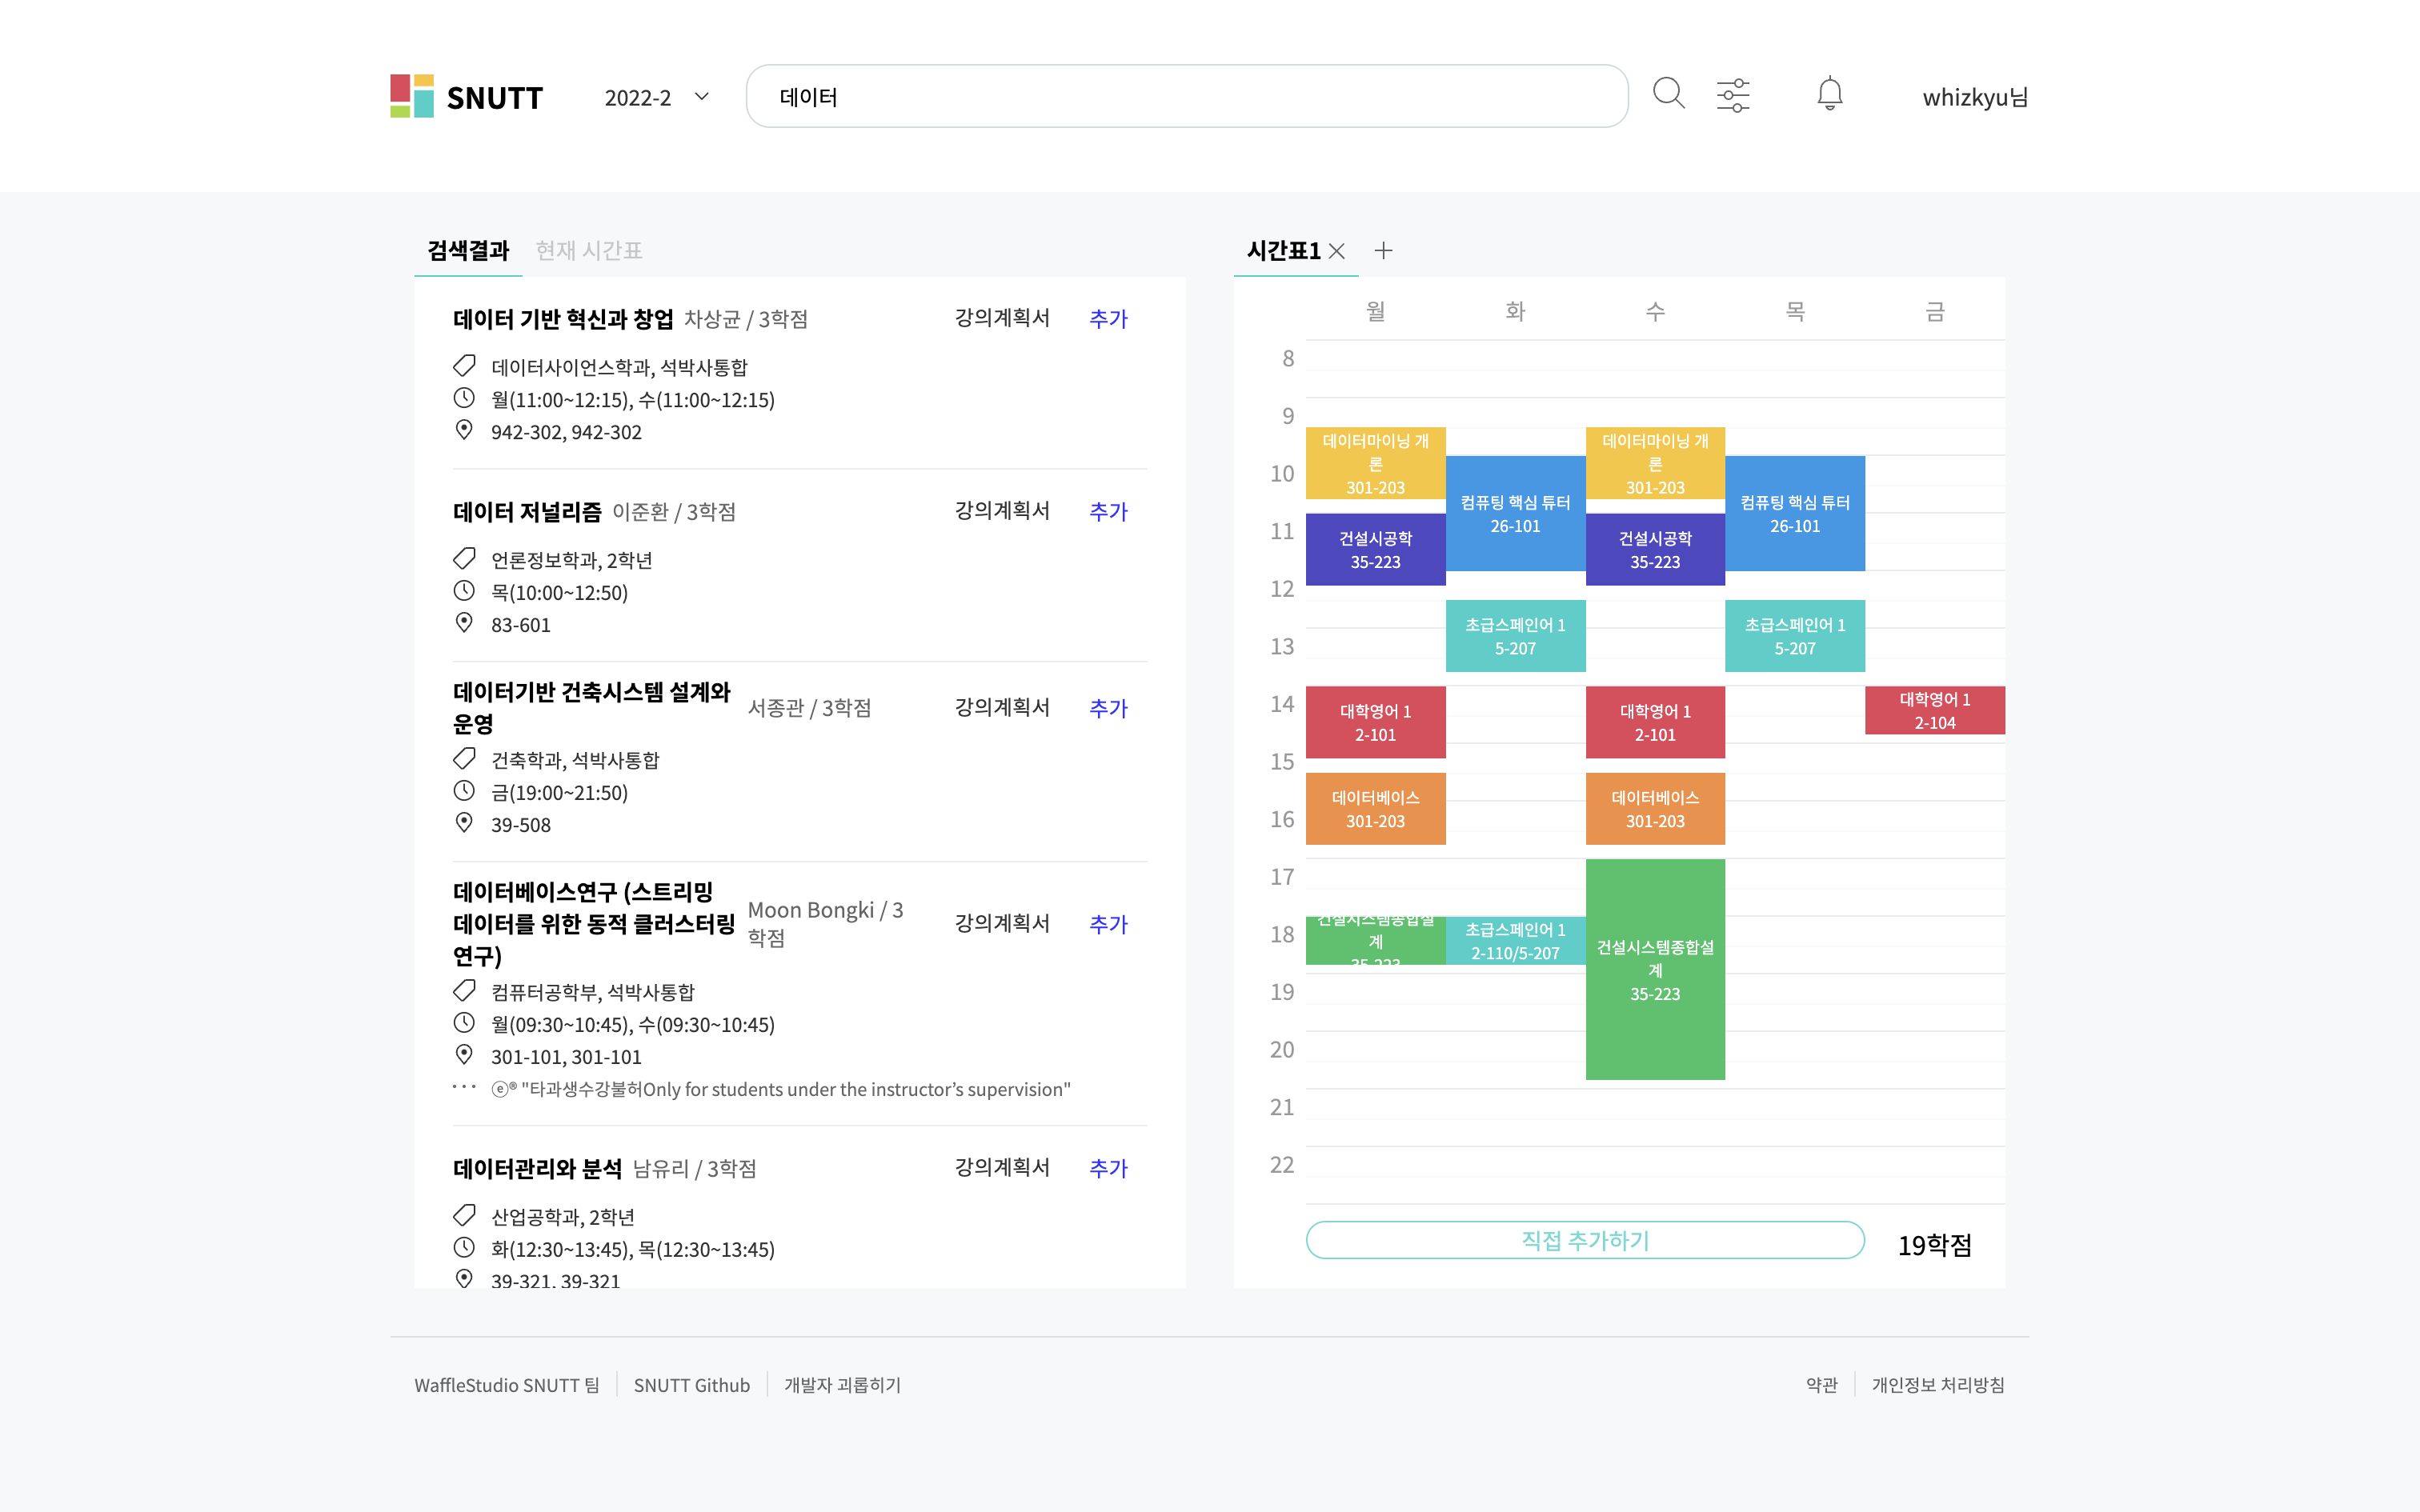 SNUTT
2022-2
데이터
whizkyu님
검색결과
현재 시간표
데이터 기반 혁신과 창업 차상균 / 3학점 강의계획서 추가
데이터사이언스학과, 석박사통합
월(11:00~12:15), 수(11:00~12:15)
942-302, 942-302
데이터 저널리즘 이준환 / 3학점 강의계획서 추가
언론정보학과, 2학년
목(10:00~12:50)
83-601
데이터기반 건축시스템 설계와
운영
서종관 / 3학점 강의계획서 추가
건축학과, 석박사통합
금(19:00~21:50)
39-508
데이터베이스연구 (스트리밍
데이터를 위한 동적 클러스터링
연구)
Moon Bongki / 3
학점
강의계획서 추가
컴퓨터공학부, 석박사통합
월(09:30~10:45), 수(09:30~10:45)
301-101, 301-101
ⓔ® "타과생수강불허Only for students under the instructor’s supervision"
데이터관리와 분석 남유리 / 3학점 강의계획서 추가
산업공학과, 2학년
화(12:30~13:45), 목(12:30~13:45)
39-321, 39-321
시간표1
월 화 수 목 금
8
9
10
11
12
13
14
15
16
17
18
19
20
21
22
데이터마이닝 개
론
301-203
건설시공학
35-223
대학영어 1
2-101
데이터베이스
301-203
건설시스템종합설
계
35-223
컴퓨팅 핵심 튜터
26-101
초급스페인어 1
5-207
초급스페인어 1
2-110/5-207
데이터마이닝 개
론
301-203
건설시공학
35-223
대학영어 1
2-101
데이터베이스
301-203
건설시스템종합설
계
35-223
컴퓨팅 핵심 튜터
26-101
초급스페인어 1
5-207
대학영어 1
2-104
직접 추가하기
19학점
WaffleStudio SNUTT 팀
SNUTT Github
개발자 괴롭히기
약관
개인정보 처리방침